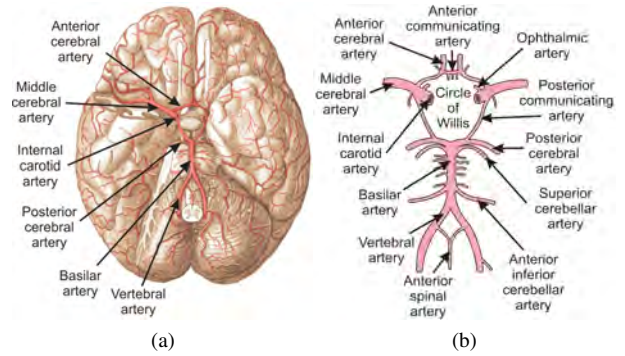 Anterior
cerebral
artery
Middle
cerebral
artery
Internal
carotid
artery
Posterior
cerebral
artery
Basilar
artery
Vertebral
artery
(a)
Anterior
cerebral
artery
Anterior
communicating
artery
Ophthalmic
artery
Middle
cerebral
artery
Circle
of
Willis
Posterior
communicating
artery
Internal
carotid
artery
Posterior
cerebral
artery
Basilar
artery
Superior
cerebellar
artery
Vertebral
artery
Anterior
spinal
artery
Anterior
inferior
cerebellar
artery
(b)